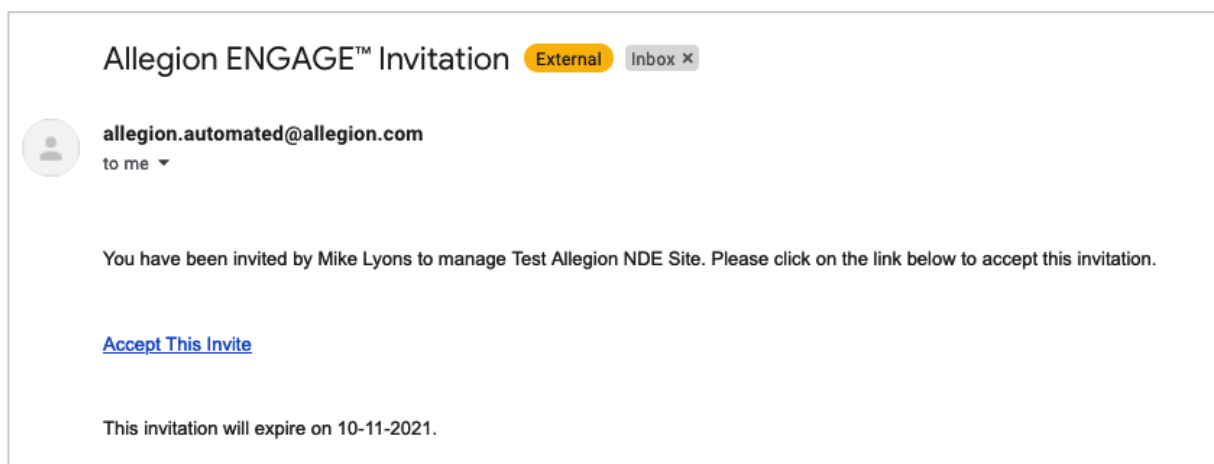 Allegion ENGAGE™ Invitation External Inbox ×
allegion.automated@allegion.com
to me
You have been invited by Mike Lyons to manage Test Allegion NDE Site. Please click on the link below to accept this invitation.
Accept This Invite
This invitation will expire on 10-11-2021.